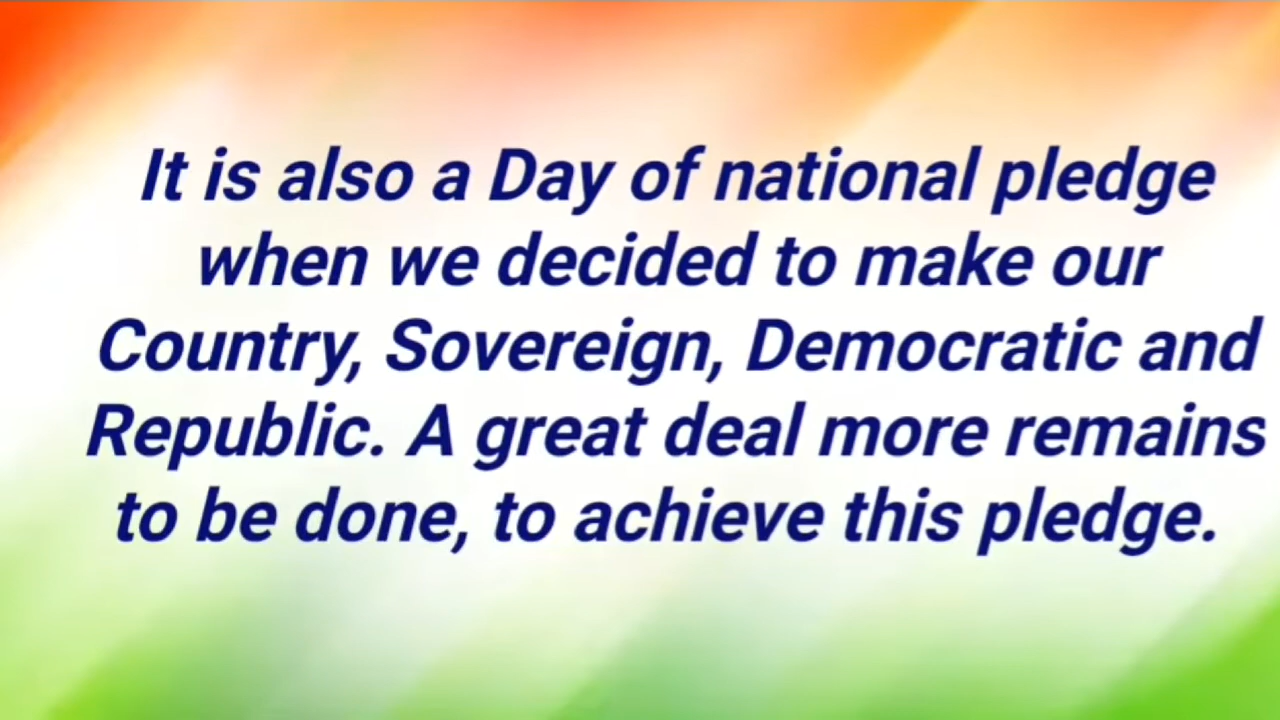 It is also a Day of national pledge
when we decided to make our
Country, Sovereign, Democratic and
Republic. A great deal more remains
to be done, to achieve this pledge.